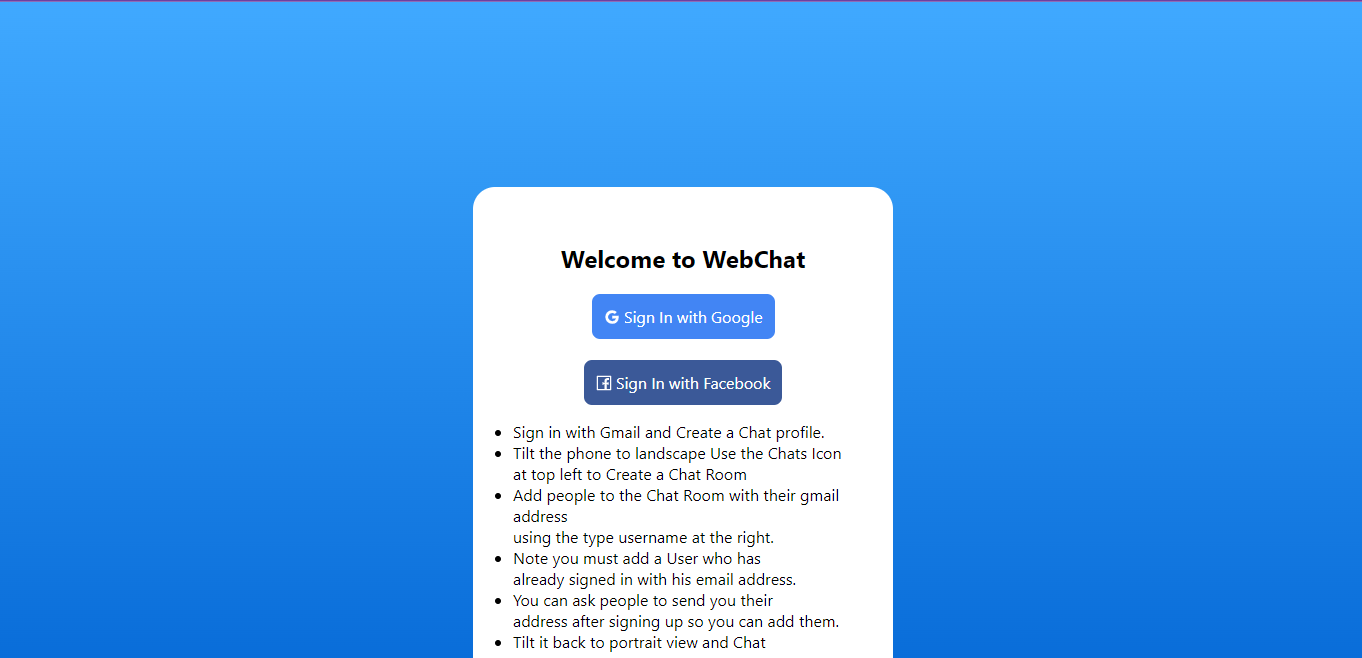 Welcome to WebChat
Sign In with Google
Sign In with Facebook
Sign in with Gmail and Create a Chat profile.
Tilt the phone to landscape Use the Chats Icon
at top left to Create a Chat Room
Add people to the Chat Room with their gmail
address
using the type username at the right.
Note you must add a User who has
already signed in with his email address.
You can ask people to send you their
address after signing up so you can add them.
Tilt it back to portrait view and Chat